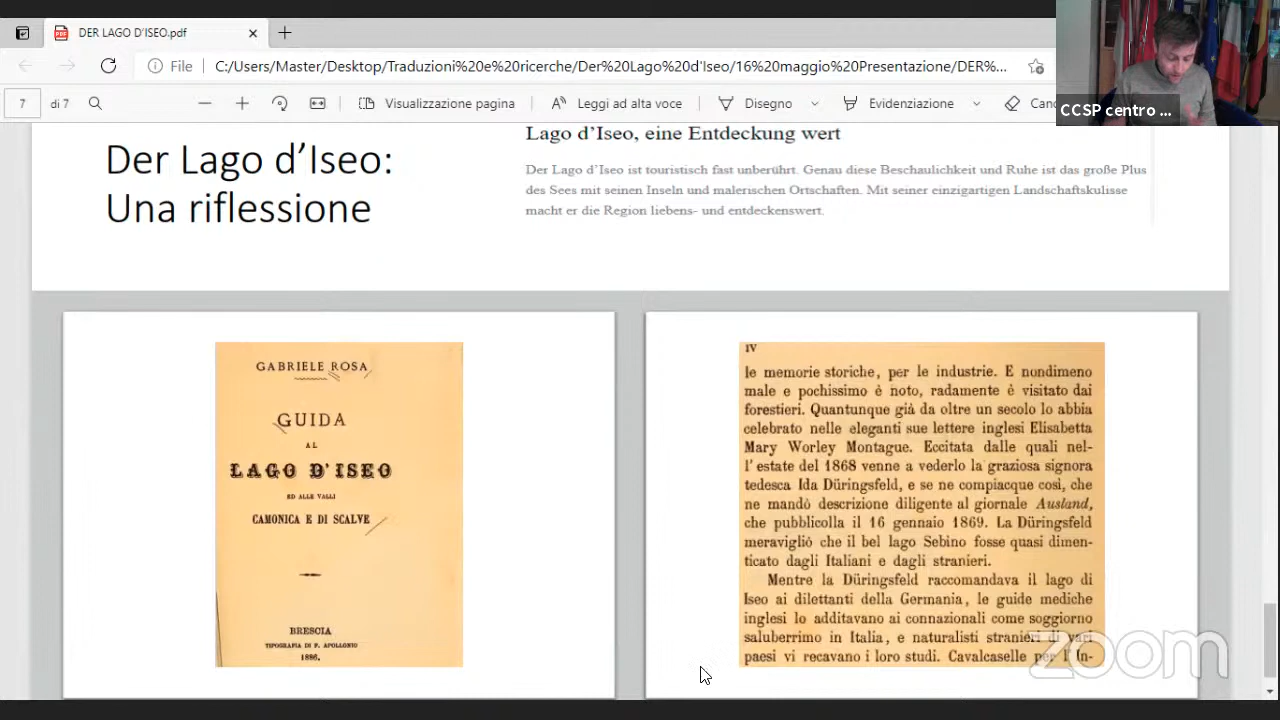 DER LAGO D'ISEO.pdf
File
C:/Users/Master/Desktop/Traduzioni%20e%20ricerche/Der%20Lago%20d'Iseo/16%20maggio%20Presentazione/DER%...
7
di 7
Visualizzazione pagina
Leggi ad alta voce
Disegno
Evidenziazione
Canc
CCSP centro ...
Der Lago d’Iseo:
Una riflessione
Lago d’Iseo, eine Entdeckung wert
Der Lago d’Iseo ist touristisch fast unberührt. Genau diese Beschaulichkeit und Ruhe ist das große Plus
des Sees mit seinen Inseln und malerischen Ortschaften. Mit seiner einzigartigen Landschaftskulisse
macht er die Region liebens- und entdeckenswert.
GABRIELE ROSA
GUIDA
AL
LAGO D'ISEO
ED ALLE VALLI
CAMONICA E DI SCALVE
BRESCIA
TIPOGRAFIA DI F. APOLLONIO
1886.
IV
le memorie storiche, per le industrie. E nondimeno
male e pochissimo è noto, radamente è visitato dai
forestieri. Quantunque già da oltre un secolo lo abbia
celebrato nelle eleganti sue lettere inglesi Elisabetta
Mary Worley Montague. Eccitata dalle quali nel-
l' estate del 1868 venne a vederlo la graziosa signora
tedesca Ida Düringsfeld, e se ne compiacque così, che
ne mandò descrizione diligente al giornale Ausland,
che pubblicolla il 16 gennaio 1869. La Düringsfeld
meravigliò che il bel lago Sebino fosse quasi dimen-
ticato dagli Italiani e dagli stranieri.
Mentre la Düringsfeld raccomandava il lago di
Iseo ai dilettanti della Germania, le guide mediche
inglesi lo additavano ai connazionali come soggiorno
saluberrimo in Italia, e naturalisti stranieri di vari
paesi vi recavano i loro studi. Cavalcaselle per l' In-
zoom